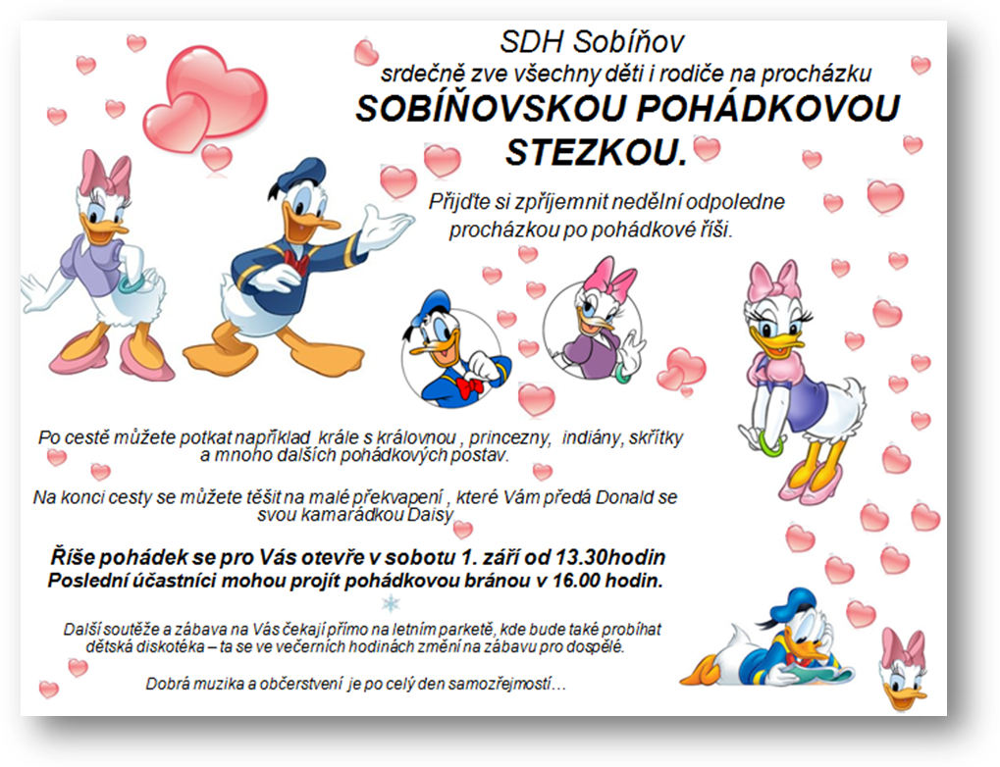 SDH Sobíňov
srdečně zve všechny děti i rodiče na procházku
SOBÍŇOVSKOU POHÁDKOVOU
STEZKOU.
Přijďte si zpříjemnit nedělní odpoledne
procházkou po pohádkové říši.
Po cestě můžete potkat například krále s královnou , princezny, indiány, skřítky
a mnoho dalších pohádkových postav.
Na konci cesty se můžete těšit na malé překvapení , které Vám předá Donald se
svou kamarádkou Daisy
Říše pohádek se pro Vás otevře v sobotu 1. září od 13.30hodin
Poslední účastníci mohou projít pohádkovou bránou v 16.00 hodin.
Další soutěže a zábava na Vás čekají přímo na letním parketě, kde bude také probíhat
dětská diskotéka – ta se ve večerních hodinách změní na zábavu pro dospělé.
Dobrá muzika a občerstvení je po celý den samozřejmostí…